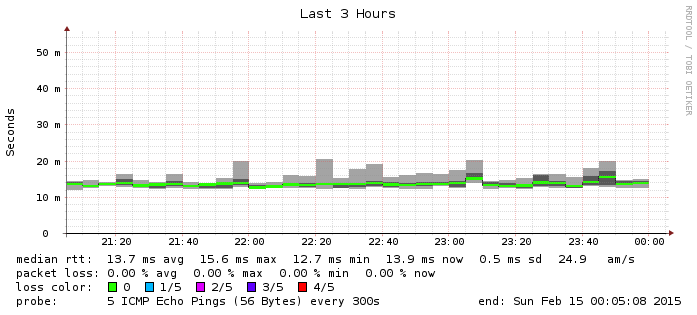 Last 3 Hours
RRDTOOL / TOBI OETIKER
Seconds
50 m
40 m
30 m
20 m
10 m
0
21:20 21:40 22:00 22:20 22:40 23:00 23:20 23:40 00:00
median rtt: 13.7 ms avg 15.6 ms max 12.7 ms min 13.9 ms now 0.5 ms sd 24.9 am/s
packet loss: 0.00 % avg 0.00 % max 0.00 % min 0.00 % now
loss color: 0 1/5 2/5 3/5 4/5
probe: 5 ICMP Echo Pings (56 Bytes) every 300s end: Sun Feb 15 00:05:08 2015